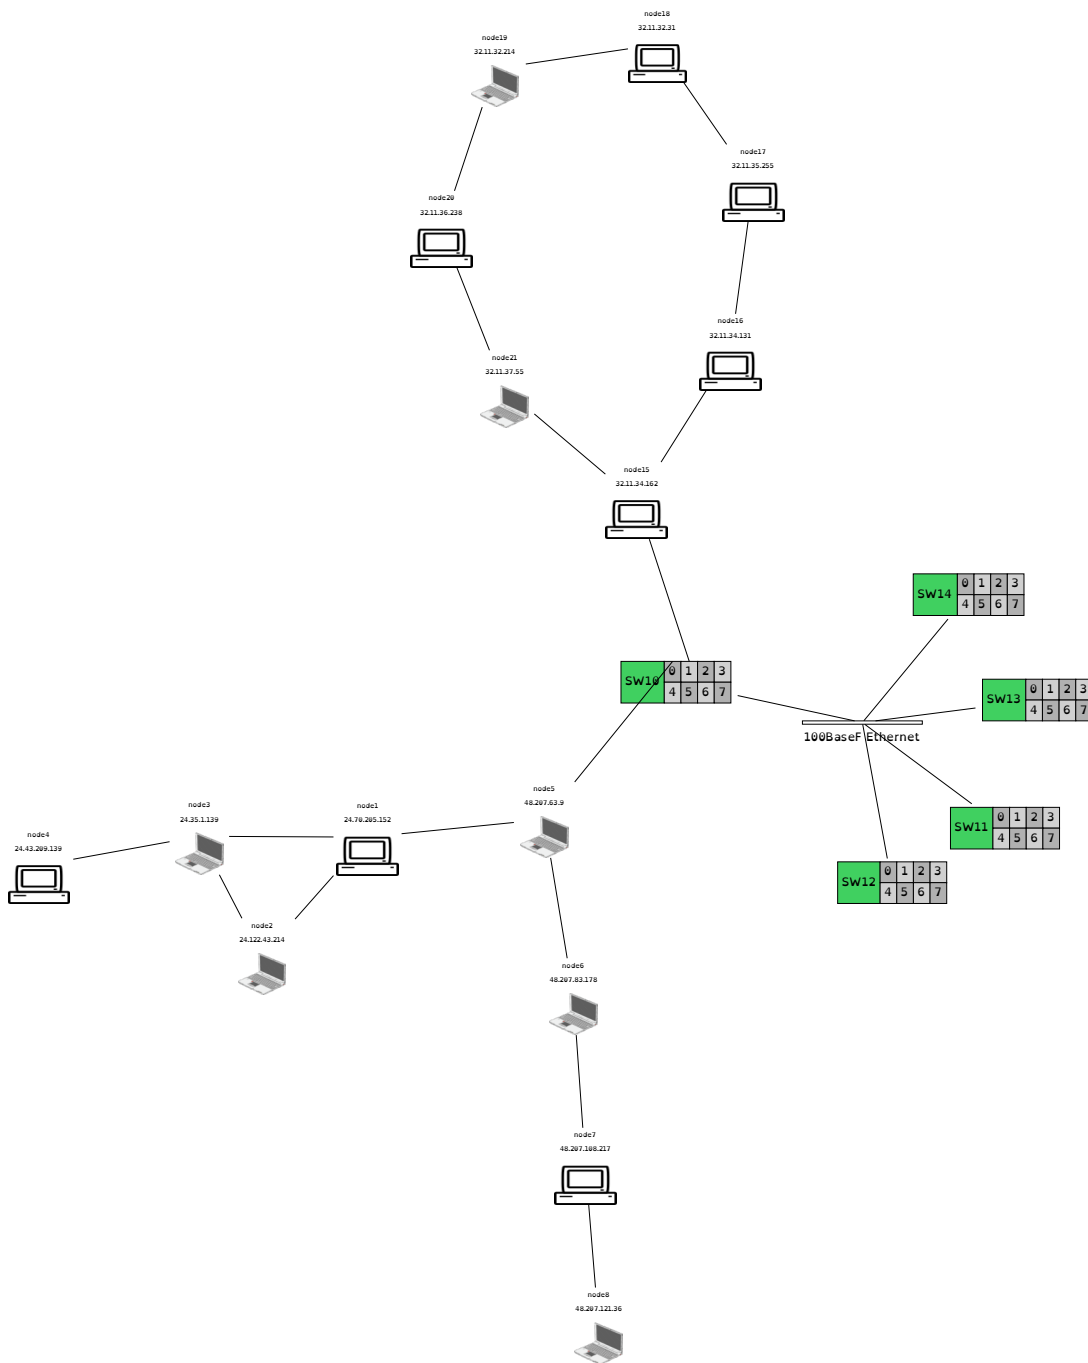 node18
32.11.32.31
node19
32.11.32.214
node17
32.11.35.255
node20
32.11.36.238
node16
32.11.34.131
node21
32.11.37.55
node15
32.11.34.162
SW14
0 1 2 3
4 5 6 7
SW10
0 1 2 3
4 5 6 7
SW13
0 1 2 3
4 5 6 7
100BaseF Ethernet
node5
48.207.63.9
node3
24.35.1.139
node1
24.70.205.152
node4
24.43.209.139
SW11
0 1 2 3
4 5 6 7
SW12
0 1 2 3
4 5 6 7
node2
24.122.43.214
node6
48.207.83.178
node7
48.207.108.217
node8
48.207.121.36